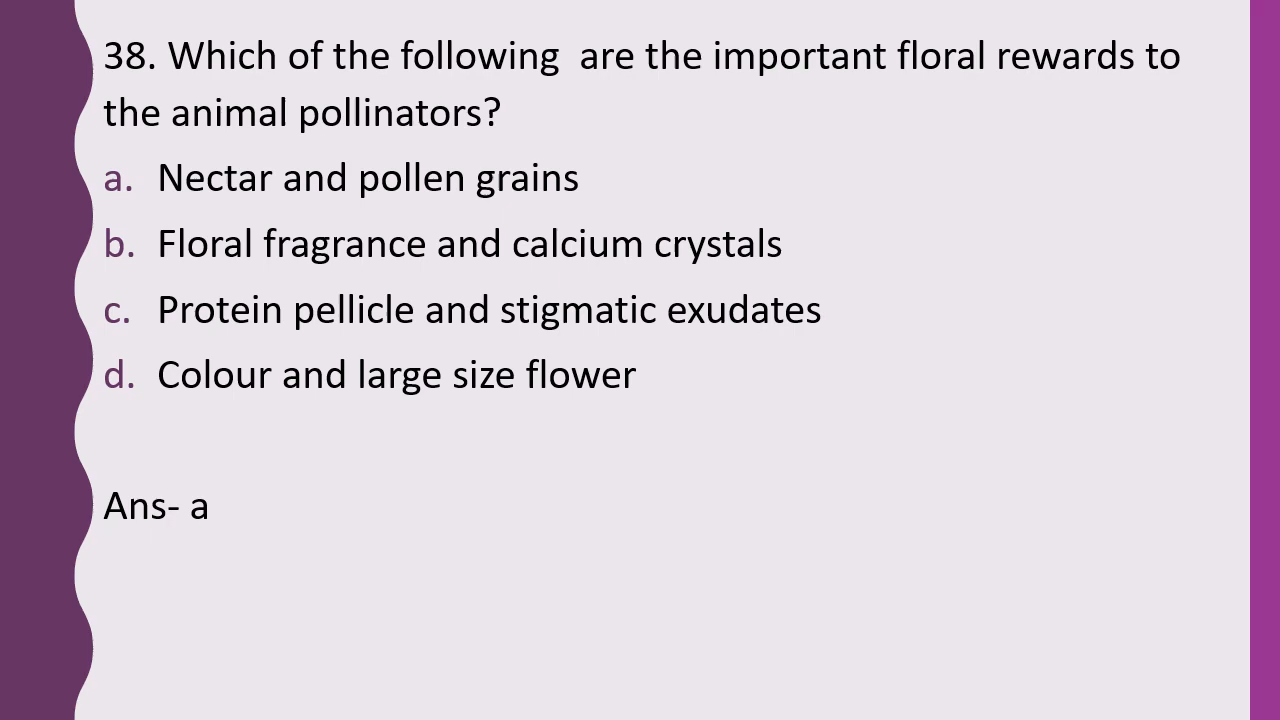 38. Which of the following  are the important floral rewards to
the animal pollinators?
a. Nectar and pollen grains
b. Floral fragrance and calcium crystals
c. Protein pellicle and stigmatic exudates
d. Colour and large size flower
Ans- a